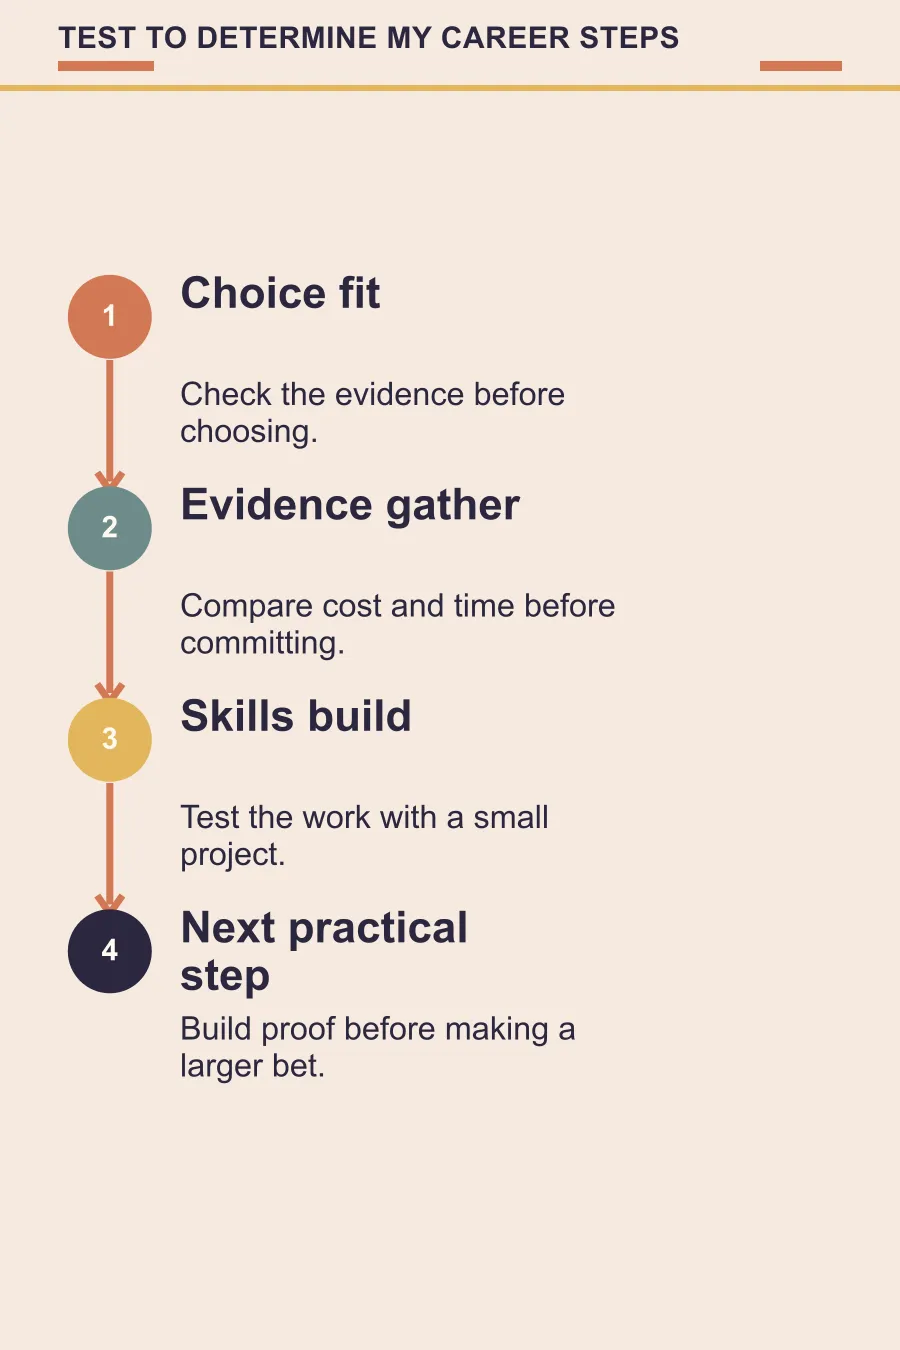 TEST TO DETERMINE MY CAREER STEPS
1
Choice fit
Check the evidence before
choosing.
2
Evidence gather
Compare cost and time before
committing.
3
Skills build
Test the work with a small
project.
4
Next practical
step
Build proof before making a
larger bet.